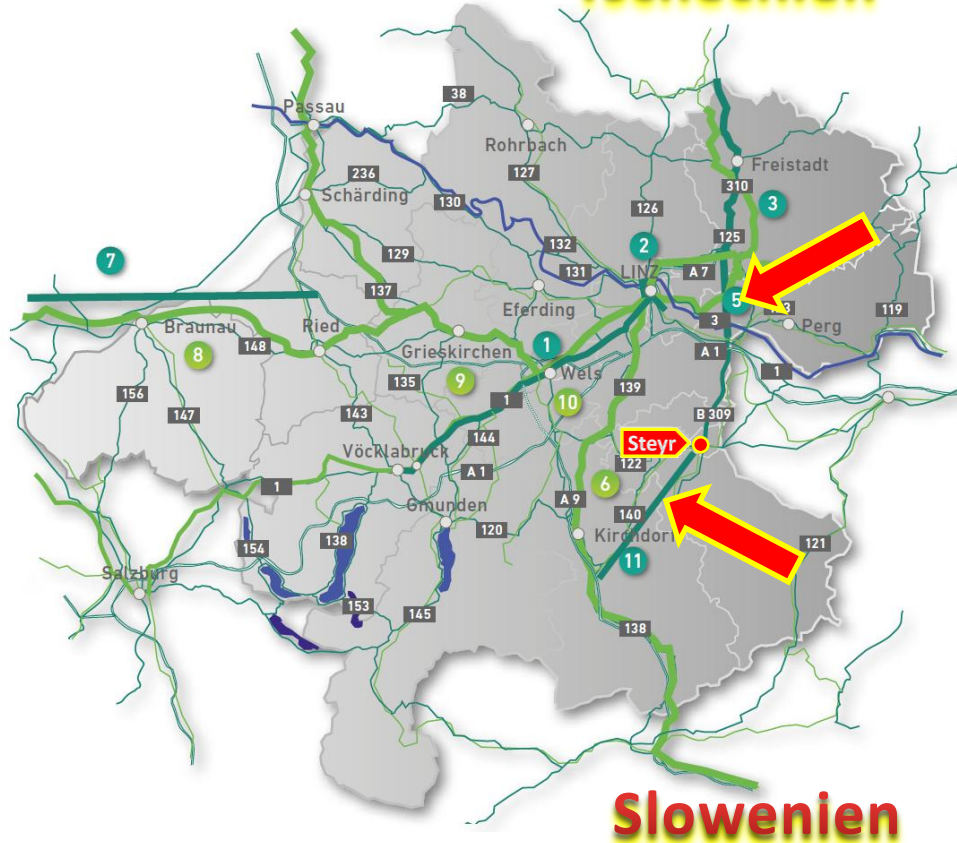 Passau
38
Rohrbach
Freistadt
236
127
310
Schärding
130
3
126
7
129
132
2
125
131
LINZ
A 7
137
5
Eferding
3
119
Braunau
Ried
Perg
148
Grieskirchen
1
A 1
8
9
Wels
1
156
135
139
10
1
147
143
B 309
144
Steyr
Vöcklabruck
122
A 1
6
1
Gmunden
A 9
140
120
Kirchdorf
121
154
138
11
Salzburg
153
145
138
Slowenien